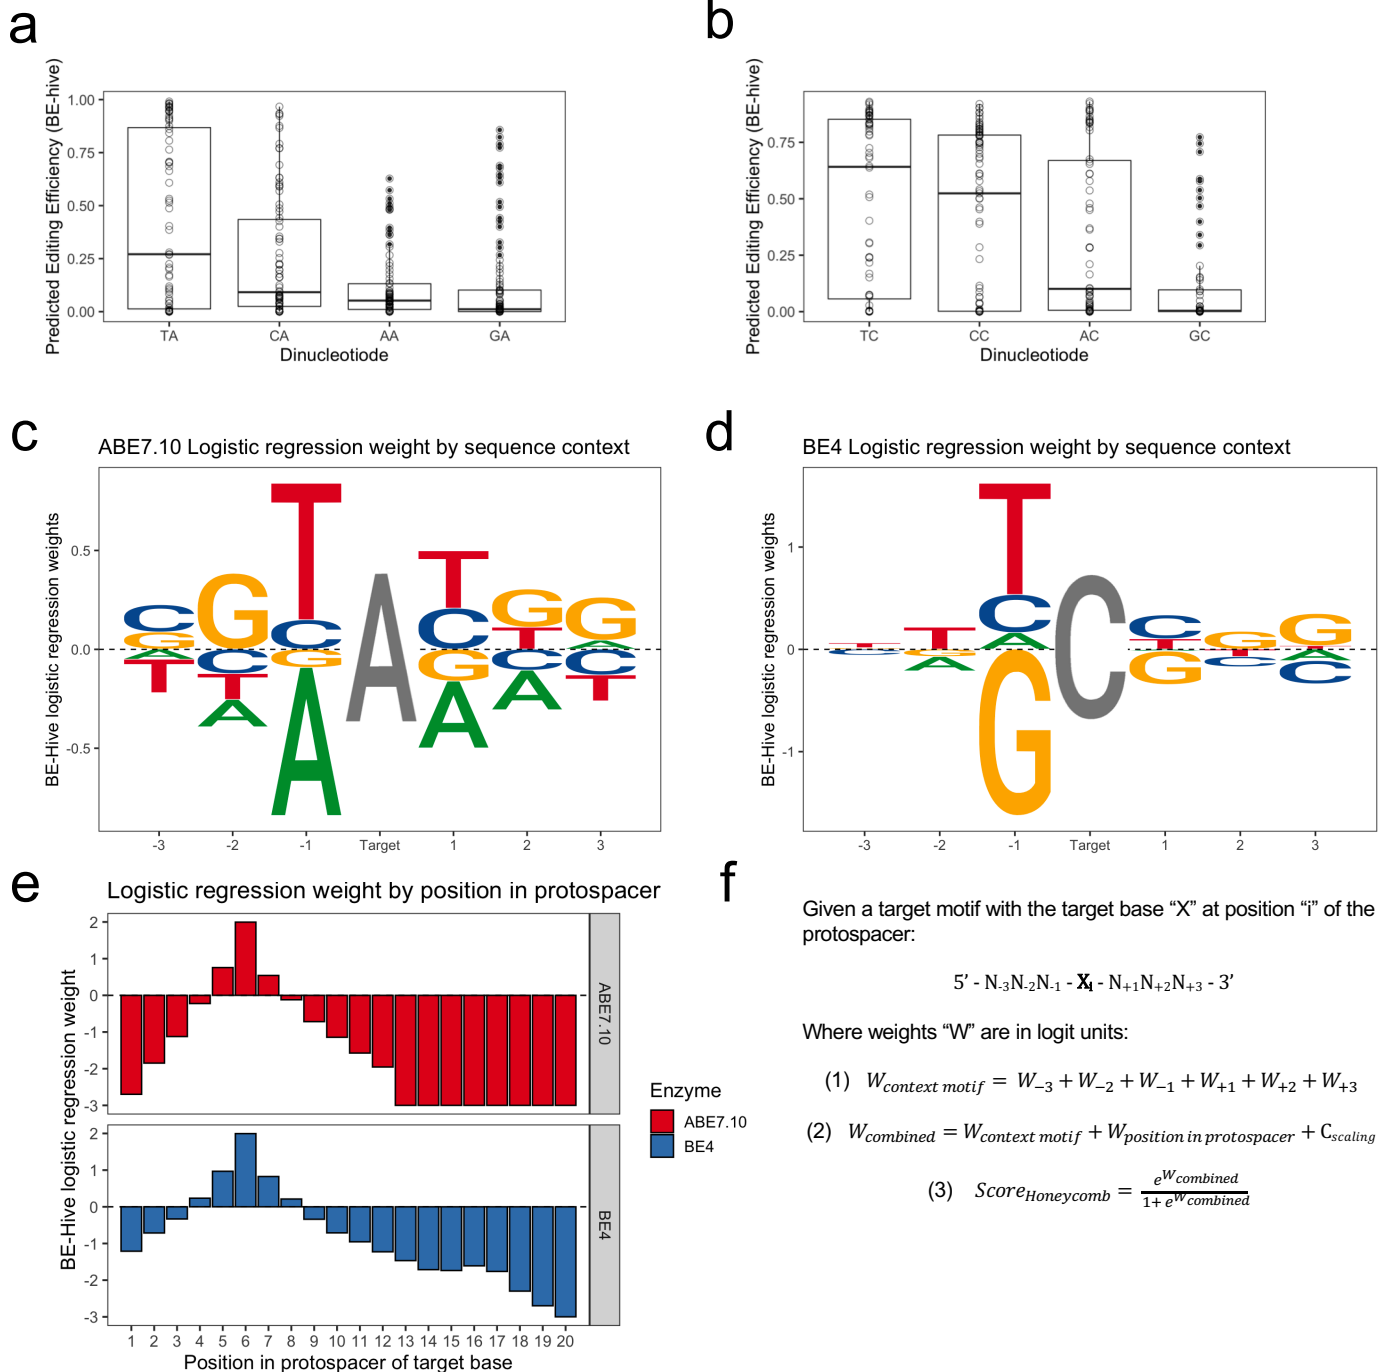 a
Predicted Editing Efficiency (BE-hive)
1.00
0.75
0.50
0.25
0.00
TA CA AA GA
Dinucleotiode
b
Predicted Editing Efficiency (BE-hive)
0.75
0.50
0.25
0.00
TC CC AC GC
Dinucleotiode
c
ABE7.10 Logistic regression weight by sequence context
BE-Hive logistic regression weights
0.5
0.0
-0.5
C G A T
G C T A
T C G A
A
T C G A
G T C A
G A C T
-3 -2 -1 Target 1 2 3
d
BE4 Logistic regression weight by sequence context
BE-Hive logistic regression weights
1
0
-1
T C
T G A
T C A G
C
C T G
G T C
G T A C
-3 -2 -1 Target 1 2 3
e
Logistic regression weight by position in protospacer
BE-Hive logistic regression weight
2
1
0
-1
-2
-3
ABE7.10
2
1
0
-1
-2
-3
BE4
1 2 3 4 5 6 7 8 9 10 11 12 13 14 15 16 17 18 19 20
Position in protospacer of target base
Enzyme
ABE7.10
BE4
f
Given a target motif with the target base “X” at position “i” of the
protospacer:
5’ - N-3N-2N-1 - Xi - N+1N+2N+3 - 3’
Where weights “W” are in logit units:
(1) W context motif = W−3 + W−2 + W−1 + W+1 + W+2 + W+3
(2) W combined = W context motif + W position in protospacer + C scaling
(3) Score Honeycomb = e^W combined / 1+ e^W combined